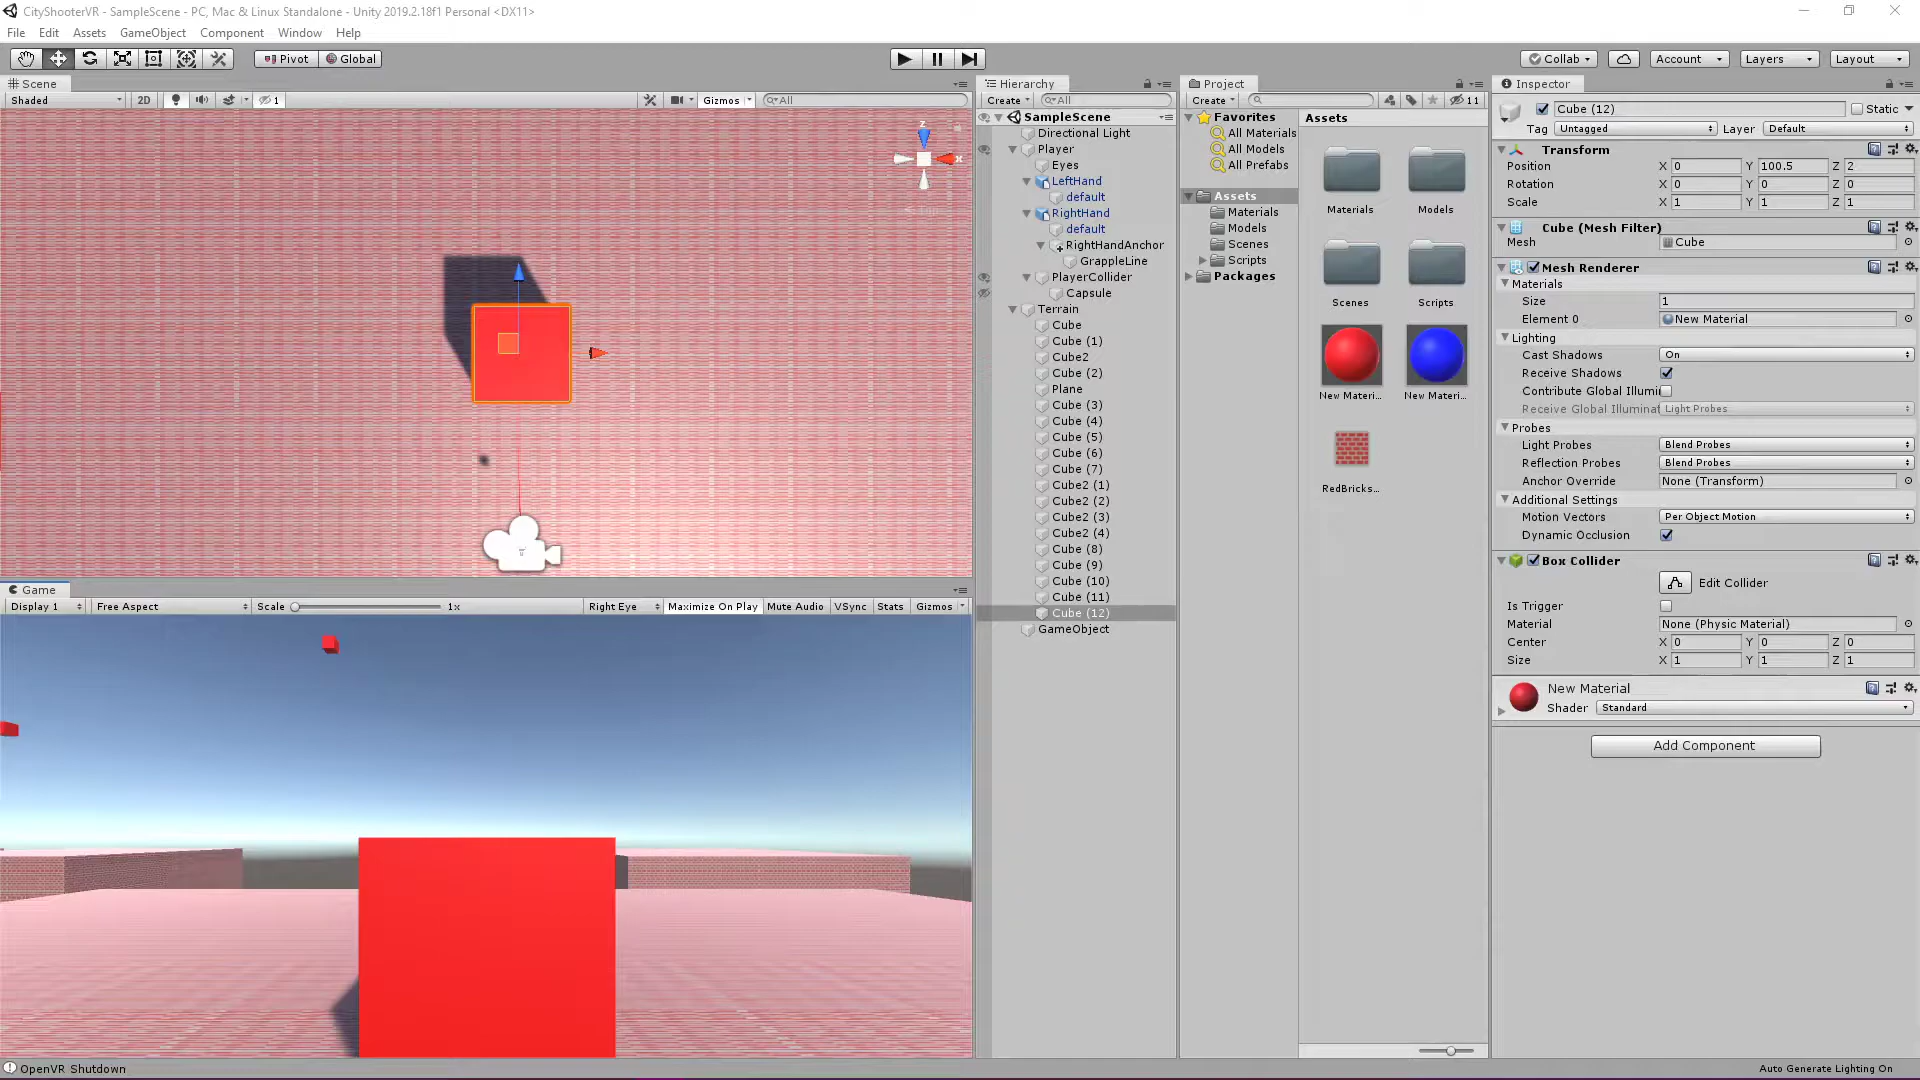 CityShooterVR - SampleScene - PC, Mac & Linux Standalone - Unity 2019.2.18f1 Personal <DX11>
File Edit Assets GameObject Component Window Help
Pivot Global Collab Account Layers Layout
Scene
Shaded 2D 1 Gizmos All
Z
X
Game
Display 1 Free Aspect Scale 1x Right Eye Maximize On Play Mute Audio VSync Stats Gizmos
Hierarchy
Create All
SampleScene
Directional Light
Player
Eyes
LeftHand
default
RightHand
default
RightHandAnchor
GrappleLine
PlayerCollider
Capsule
Terrain
Cube
Cube (1)
Cube2
Cube (2)
Plane
Cube (3)
Cube (4)
Cube (5)
Cube (6)
Cube (7)
Cube2 (1)
Cube2 (2)
Cube2 (3)
Cube2 (4)
Cube (8)
Cube (9)
Cube (10)
Cube (11)
Cube (12)
GameObject
Project
Create 11
Favorites
All Materials
All Models
All Prefabs
Assets
Materials
Models
Scenes
Scripts
Packages
Assets
Materials Models
Scenes Scripts
New Materi... New Materi...
RedBricks...
Inspector
Cube (12) Static
Tag Untagged Layer Default
Transform
Position X 0 Y 100.5 Z 2
Rotation X 0 Y 0 Z 0
Scale X 1 Y 1 Z 1
Cube (Mesh Filter)
Mesh Cube
Mesh Renderer
Materials
Size 1
Element 0 New Material
Lighting
Cast Shadows On
Receive Shadows
Contribute Global Illumi
Receive Global Illuminat Light Probes
Probes
Light Probes Blend Probes
Reflection Probes Blend Probes
Anchor Override None (Transform)
Additional Settings
Motion Vectors Per Object Motion
Dynamic Occlusion
Box Collider
Edit Collider
Is Trigger
Material None (Physic Material)
Center X 0 Y 0 Z 0
Size X 1 Y 1 Z 1
New Material
Shader Standard
Add Component
OpenVR Shutdown Auto Generate Lighting On